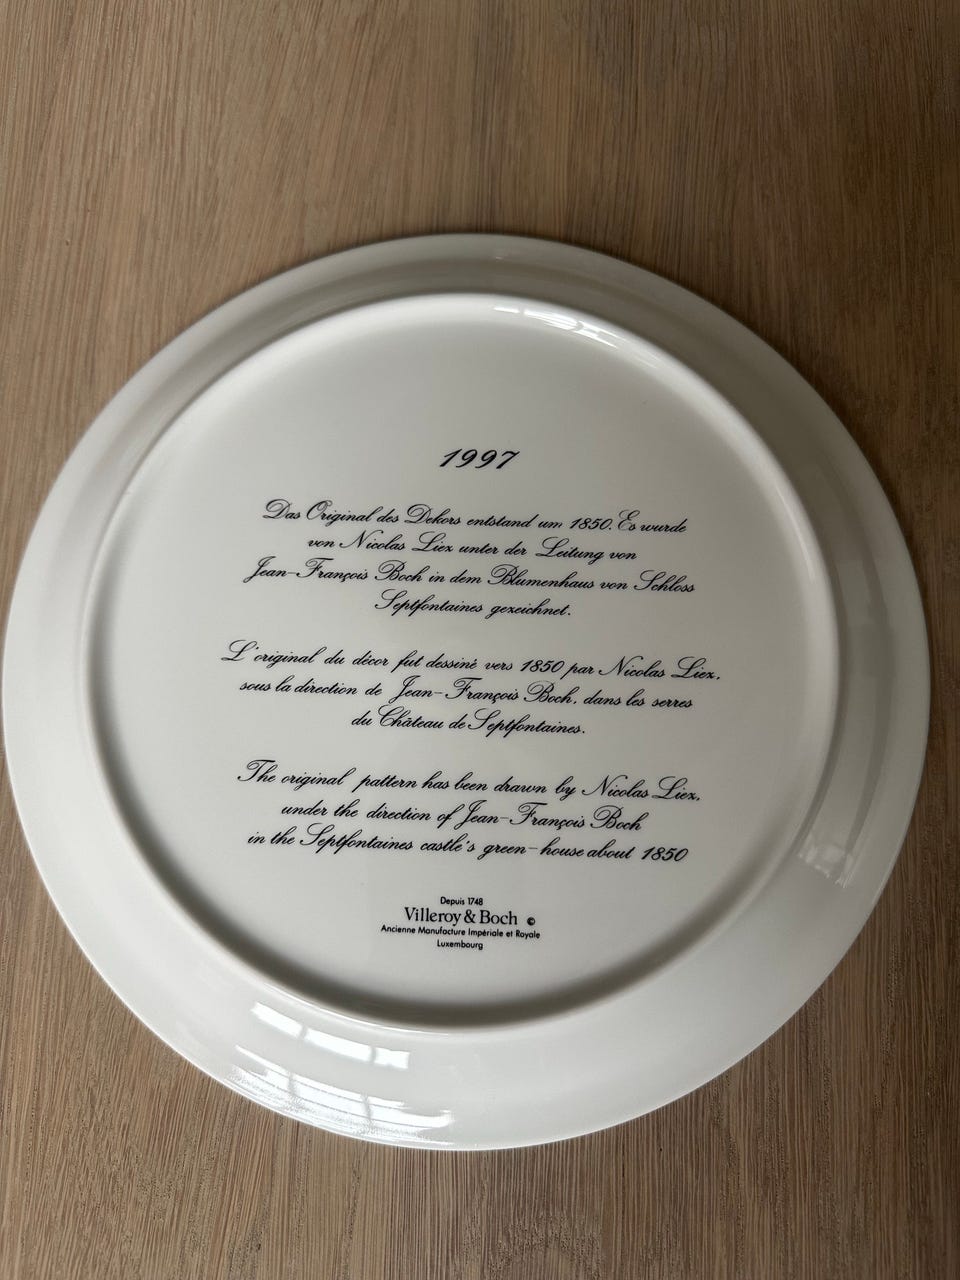 1997
Das Original des Dekors entstand um 1850. Es wurde
von Nicolas Liez unter der Leitung von
Jean-François Boch in dem Blumenhaus von Schloss
Septfontaines gezeichnet.
L'original du décor fut dessiné vers 1850 par Nicolas Liez,
sous la direction de Jean-François Boch, dans les serres
du Château de Septfontaines.
The original pattern has been drawn by Nicolas Liez,
under the direction of Jean-François Boch
in the Septfontaines castle's green-house about 1850
Depuis 1748
Villeroy & Boch ©
Ancienne Manufacture Impériale et Royale
Luxembourg